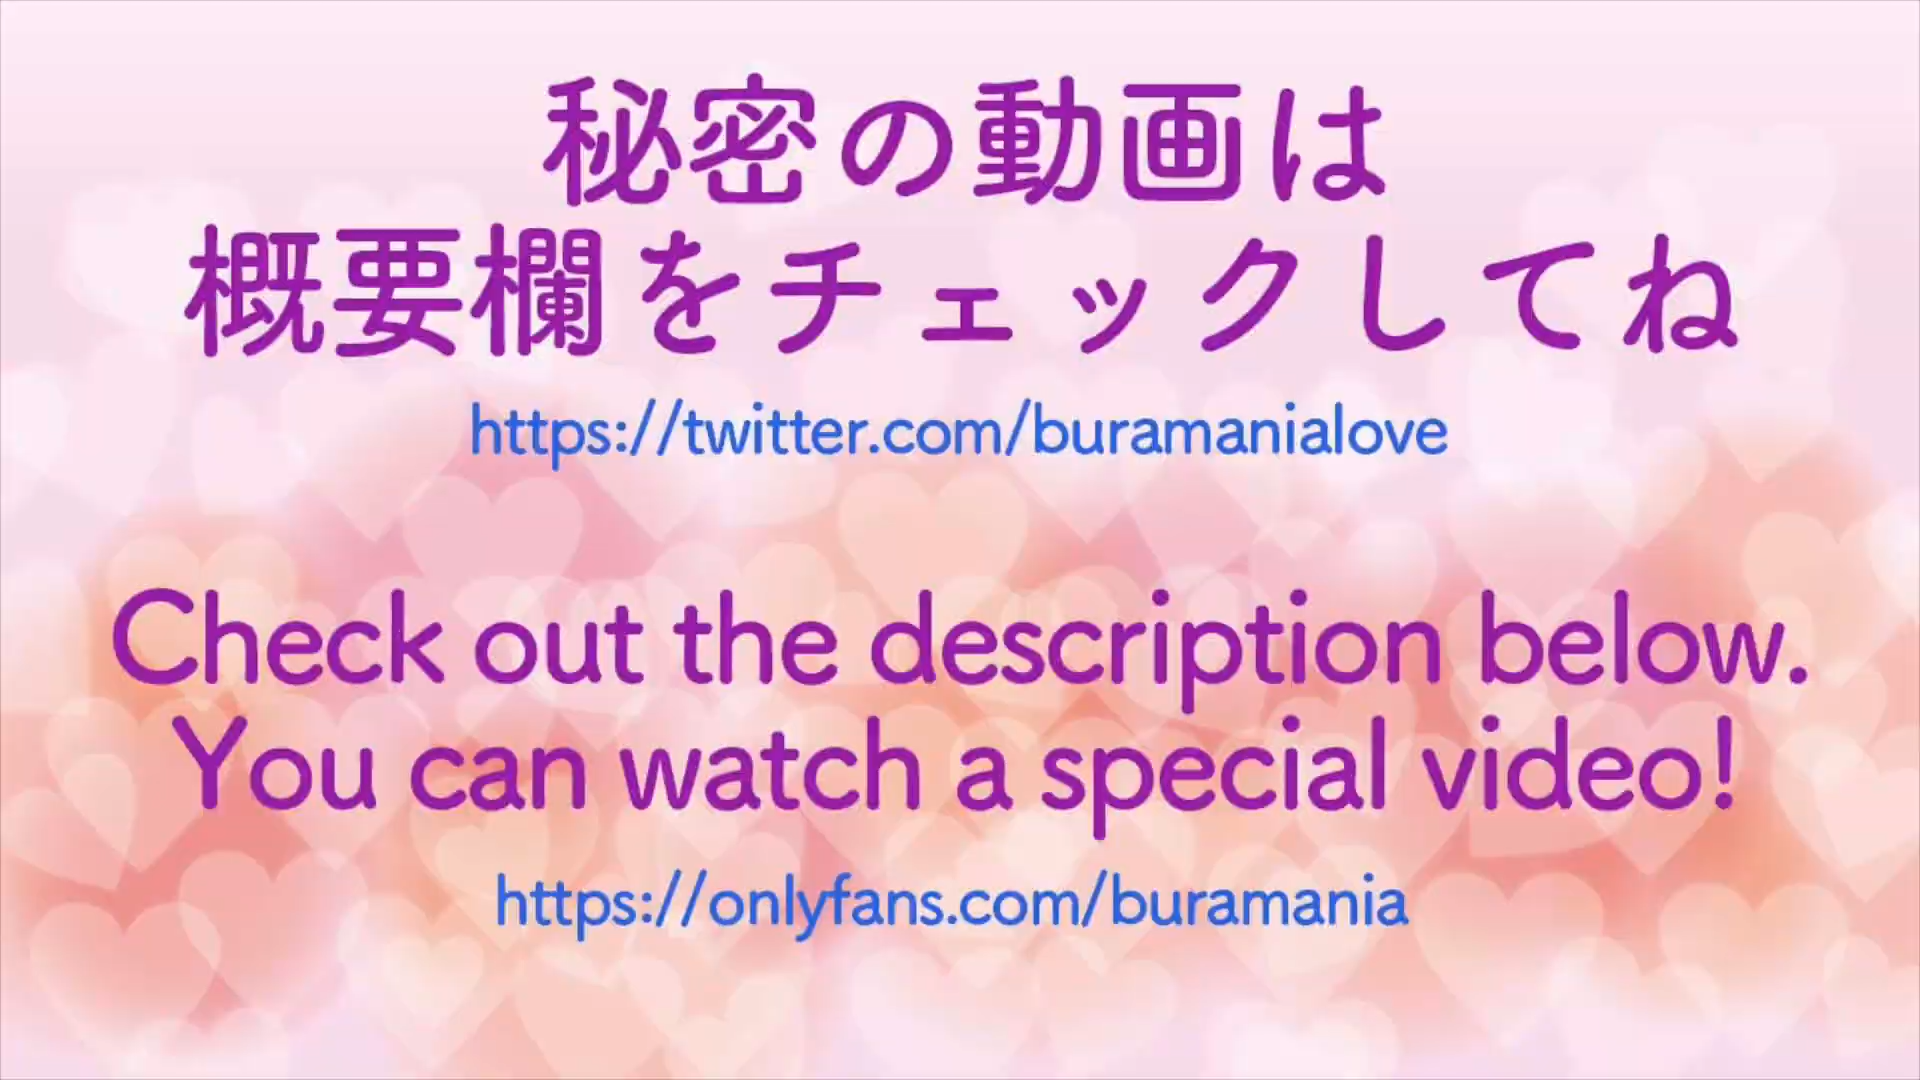 秘密の動画は
概要欄をチェックしてね
https://twitter.com/buramanialove
Check out the description below.
You can watch a special video!
https://onlyfans.com/buramania